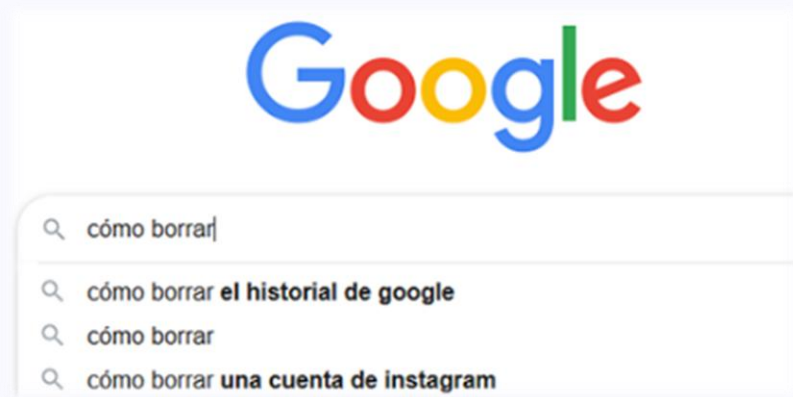 Google
cómo borrar
cómo borrar el historial de google
cómo borrar
cómo borrar una cuenta de instagram